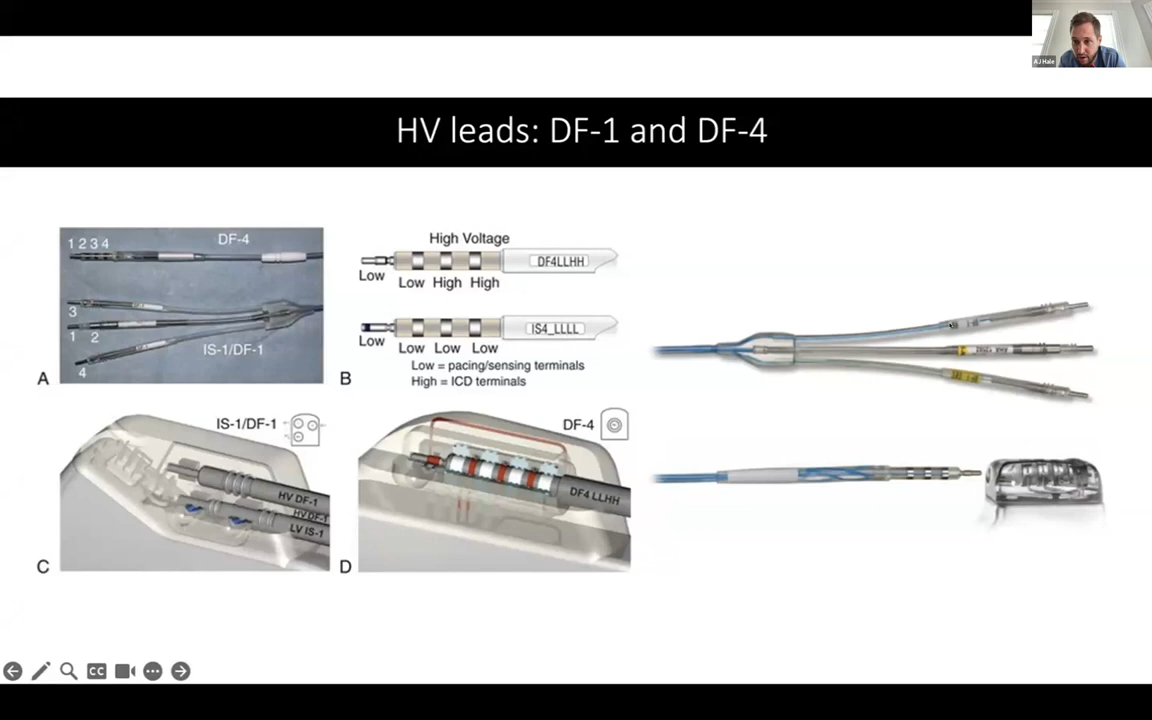 AJ Hale
HV leads: DF-1 and DF-4
1 2 3 4
DF-4
3
1 2
IS-1/DF-1
4
A
High Voltage
DF4LLHH
Low
Low High High
IS4_LLLL
Low
Low Low Low
Low = pacing/sensing terminals
High = ICD terminals
B
IS-1/DF-1
HV DF-1
HV DF-1
LV IS-1
C
DF-4
DF4 LLHH
D
CC